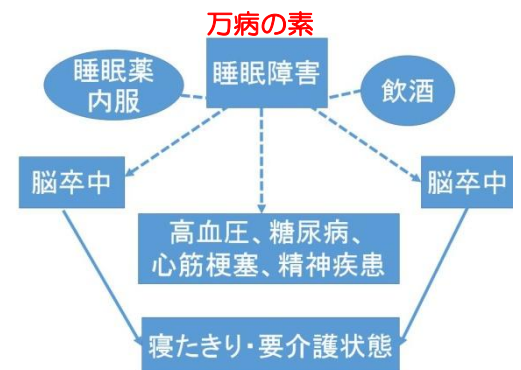 万病の素
睡眠薬
内服
睡眠障害
飲酒
脳卒中
脳卒中
高血圧、糖尿病、
心筋梗塞、精神疾患
寝たきり・要介護状態